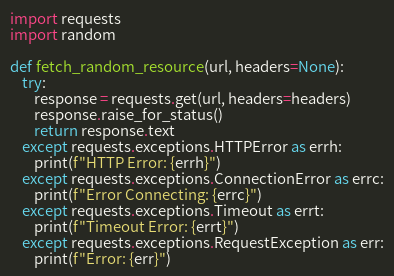 import requests
import random

def fetch_random_resource(url, headers=None):
    try:
        response = requests.get(url, headers=headers)
        response.raise_for_status()
        return response.text
    except requests.exceptions.HTTPError as errh:
        print(f"HTTP Error: {errh}")
    except requests.exceptions.ConnectionError as errc:
        print(f"Error Connecting: {errc}")
    except requests.exceptions.Timeout as errt:
        print(f"Timeout Error: {errt}")
    except requests.exceptions.RequestException as err:
        print(f"Error: {err}")